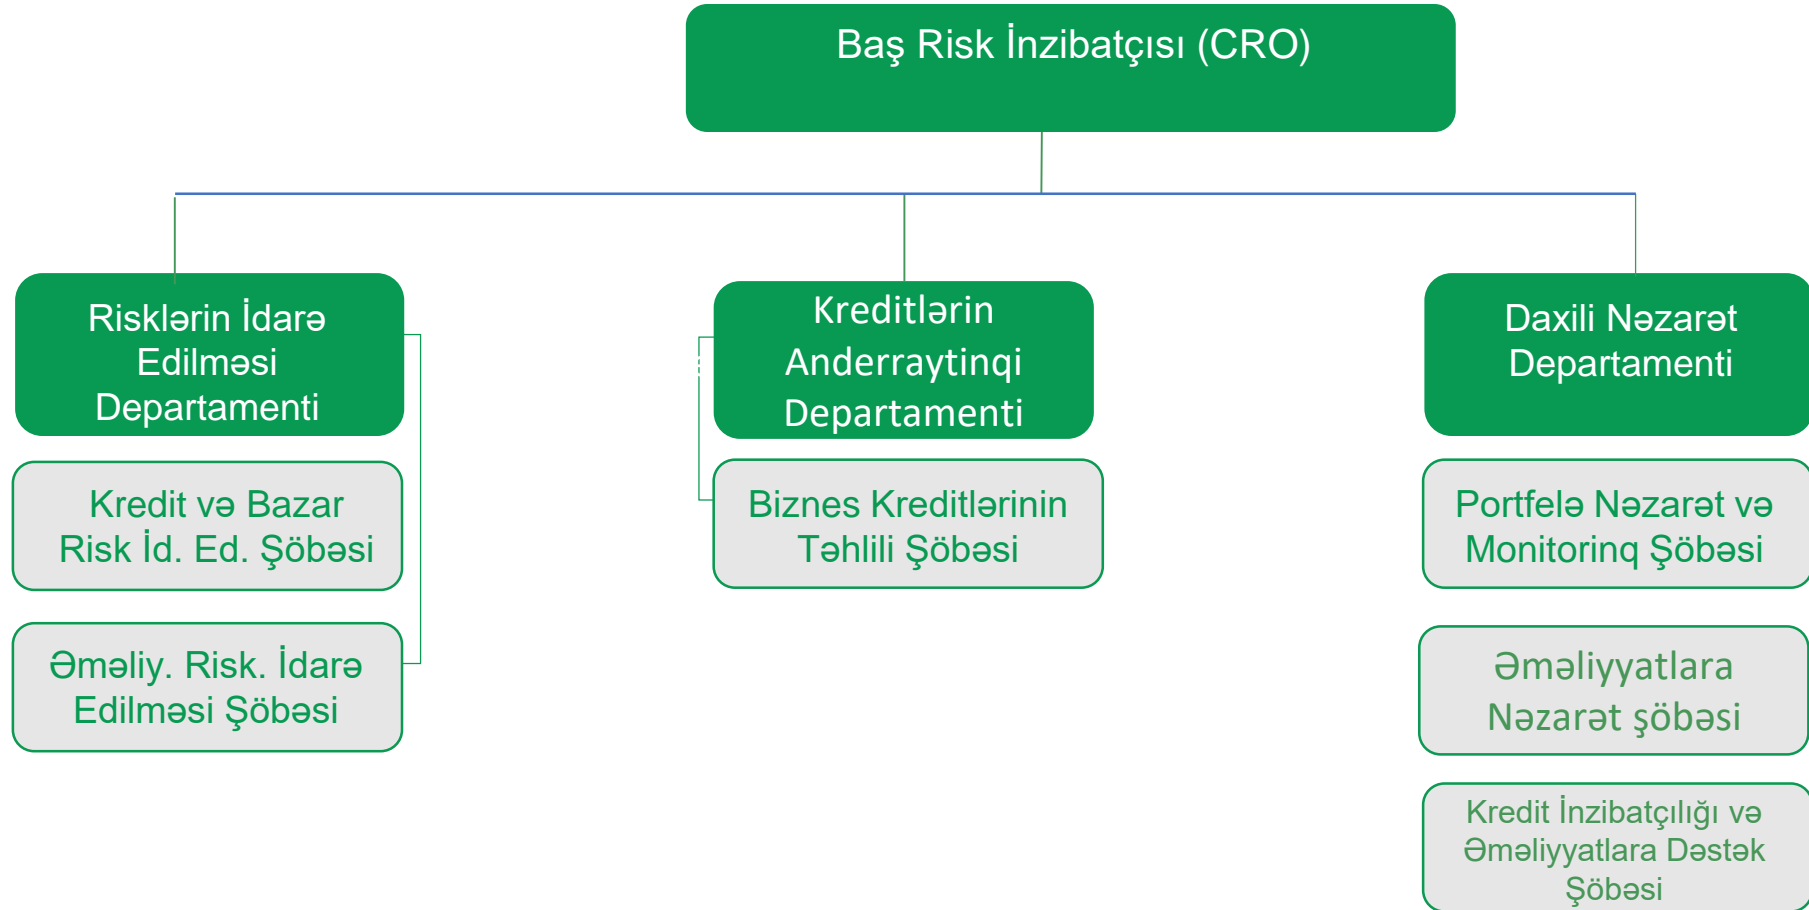 Baş Risk İnzibatçısı (CRO)
Risklərin İdarə
Edilməsi
Departamenti
Kreditlərin
Anderraytinqi
Departamenti
Daxili Nəzarət
Departamenti
Kredit və Bazar
Risk İd. Ed. Şöbəsi
Biznes Kreditlərinin
Təhlili Şöbəsi
Portfelə Nəzarət və
Monitorinq Şöbəsi
Əməliy. Risk. İdarə
Edilməsi Şöbəsi
Əməliyyatlara
Nəzarət şöbəsi
Kredit İnzibatçılığı və
Əməliyyatlara Dəstək
Şöbəsi